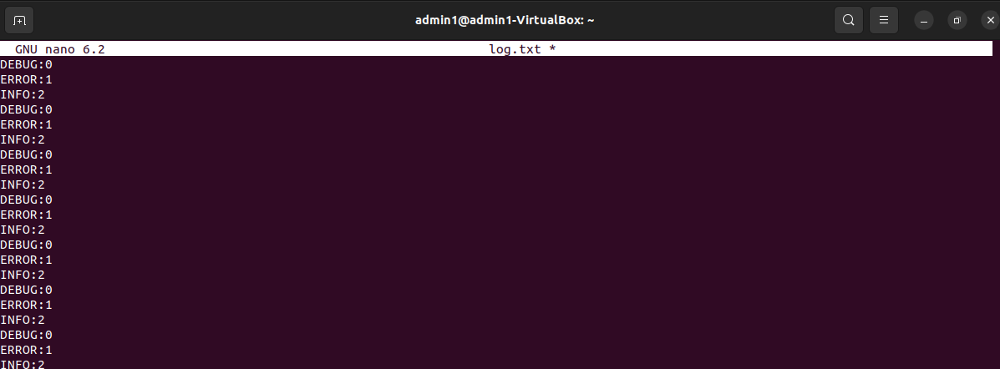 admin1@admin1-VirtualBox: ~
GNU nano 6.2 log.txt *
DEBUG:0
ERROR:1
INFO:2
DEBUG:0
ERROR:1
INFO:2
DEBUG:0
ERROR:1
INFO:2
DEBUG:0
ERROR:1
INFO:2
DEBUG:0
ERROR:1
INFO:2
DEBUG:0
ERROR:1
INFO:2
DEBUG:0
ERROR:1
INFO:2